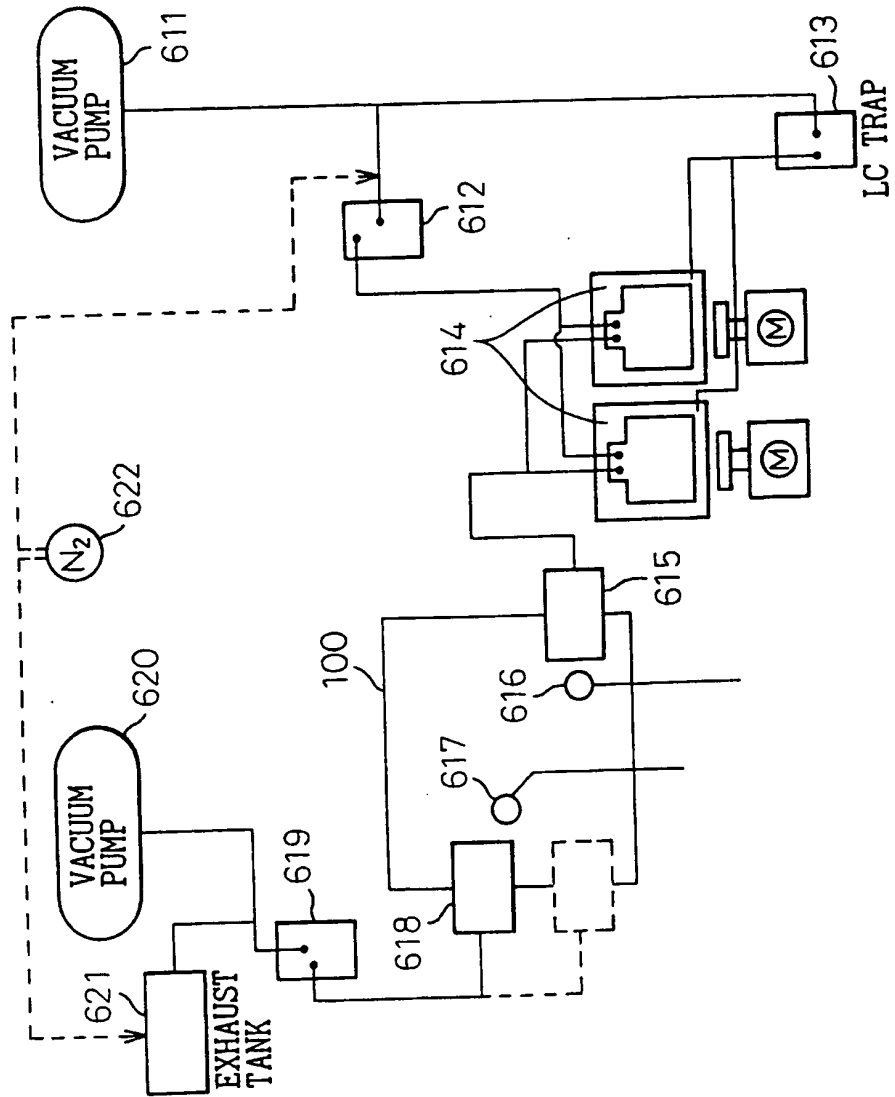 VACUUM
PUMP
611
612
613
LC TRAP
614
M
M
N2
622
VACUUM
PUMP
620
100
615
616
617
618
619
621
EXHAUST
TANK